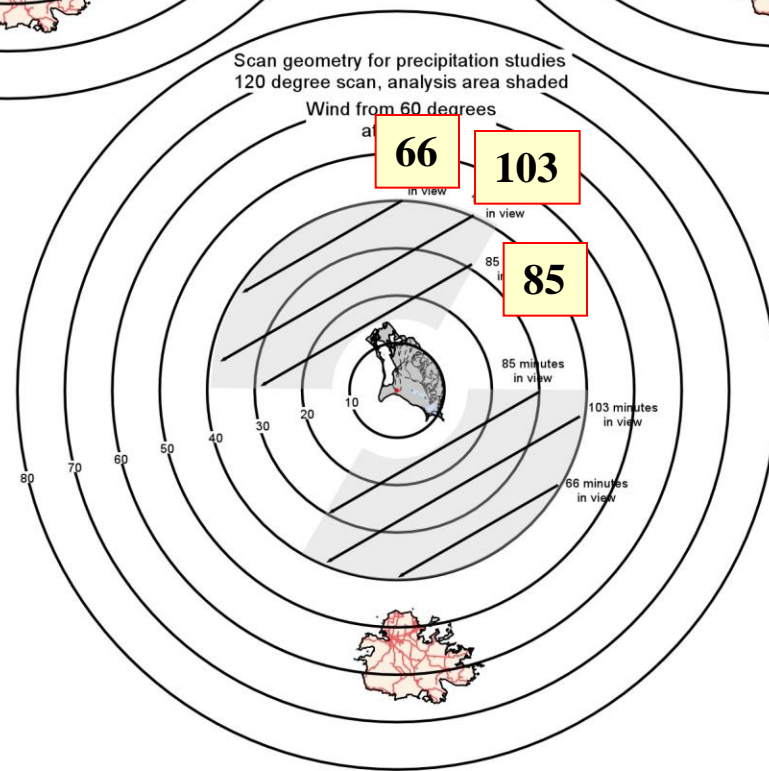 Scan geometry for precipitation studies
120 degree scan, analysis area shaded
Wind from 60 degrees
66
103
in view
in view
85
85
85 minutes
in view
103 minutes
in view
66 minutes
in view
10
20
30
40
50
60
70
80